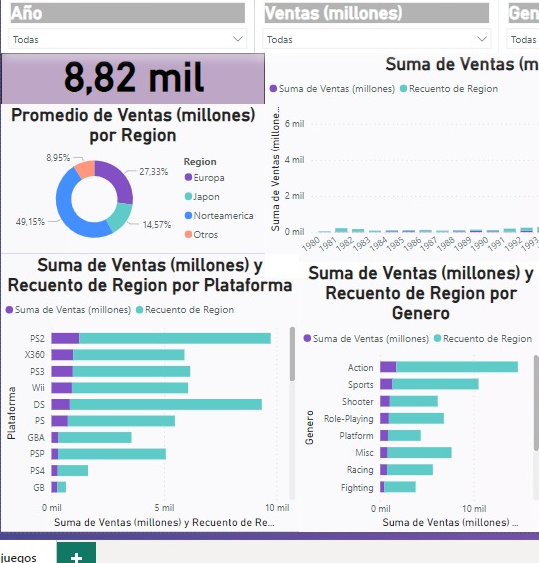 Año
Ventas (millones)
Gen
Todas
Todas
Todas
8,82 mil
Promedio de Ventas (millones)
por Region
8,95%
27,33%
49,15%
14,57%
Region
Europa
Japon
Norteamerica
Otros
Suma de Ventas (m
Suma de Ventas (millones)
Recuento de Region
Suma de Ventas (millone...
6 mil
4 mil
2 mil
0 mil
1980
1981
1982
1983
1984
1985
1986
1987
1988
1989
1990
1991
1992
1993
Suma de Ventas (millones) y
Recuento de Region por Plataforma
Suma de Ventas (millones)
Recuento de Region
Plataforma
PS2
X360
PS3
Wii
DS
PS
GBA
PSP
PS4
GB
0 mil
5 mil
10 mil
Suma de Ventas (millones) y Recuento de Re...
Suma de Ventas (millones) y
Recuento de Region por
Genero
Suma de Ventas (millones)
Recuento de Region
Genero
Action
Sports
Shooter
Role-Playing
Platform
Misc
Racing
Fighting
0 mil
10 mil
Suma de Ventas (millones) ...
juegos
+